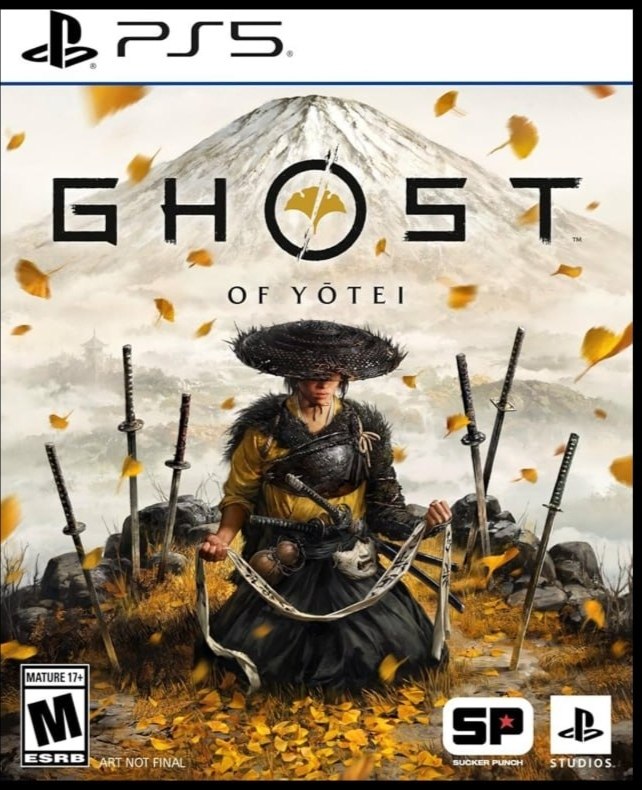 PS5
GHOST
OF YŌTEI
MATURE 17+
M
ESRB
ART NOT FINAL
SP
SUCKER PUNCH
STUDIOS